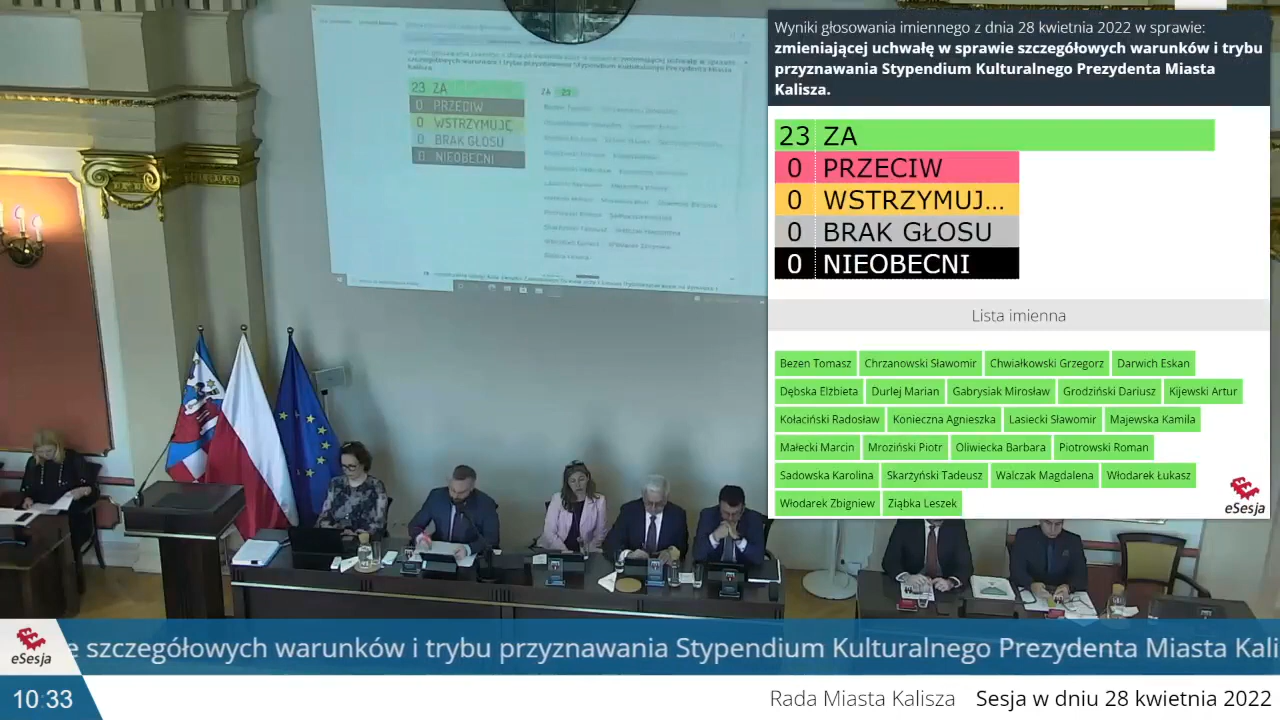 Wyniki głosowania imiennego z dnia 28 kwietnia 2022 w sprawie:
zmieniającej uchwałę w sprawie szczegółowych warunków i trybu
przyznawania Stypendium Kulturalnego Prezydenta Miasta
Kalisza.
23 ZA
0 PRZECIW
0 WSTRZYMUJ...
0 BRAK GŁOSU
0 NIEOBECNI
Lista imienna
Bezen Tomasz Chrzanowski Sławomir Chwiałkowski Grzegorz Darwich Eskan
Dębska Elżbieta Durlej Marian Gabrysiak Mirosław Grodziński Dariusz Kijewski Artur
Kołaciński Radosław Konieczna Agnieszka Lasiecki Sławomir Majewska Kamila
Małecki Marcin Mroziński Piotr Oliwiecka Barbara Piotrowski Roman
Sadowska Karolina Skarżyński Tadeusz Walczak Magdalena Włodarek Łukasz
Włodarek Zbigniew Ziąbka Leszek
eSesja
23 ZA
0 PRZECIW
0 WSTRZYMUJĘ
0 BRAK GŁOSU
0 NIEOBECNI
ZA 23
eSesja
e szczegółowych warunków i trybu przyznawania Stypendium Kulturalnego Prezydenta Miasta Kali
10:33
Rada Miasta Kalisza Sesja w dniu 28 kwietnia 2022